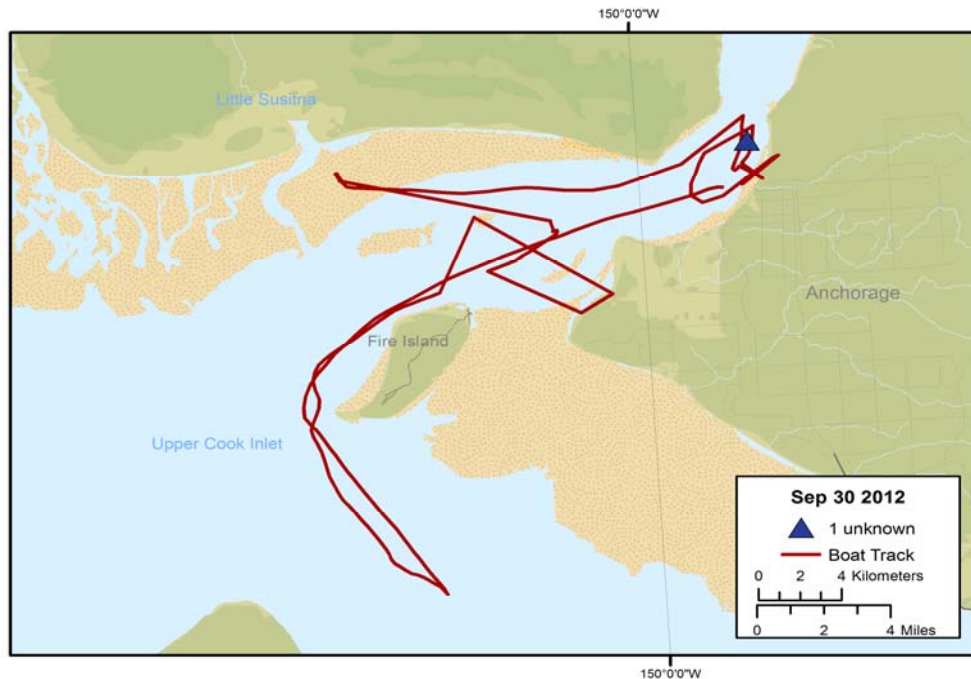 150°0'0"W
Little Susitna
Anchorage
Fire Island
Upper Cook Inlet
Sep 30 2012
1 unknown
Boat Track
0 2 4 Kilometers
0 2 4 Miles
150°0'0"W